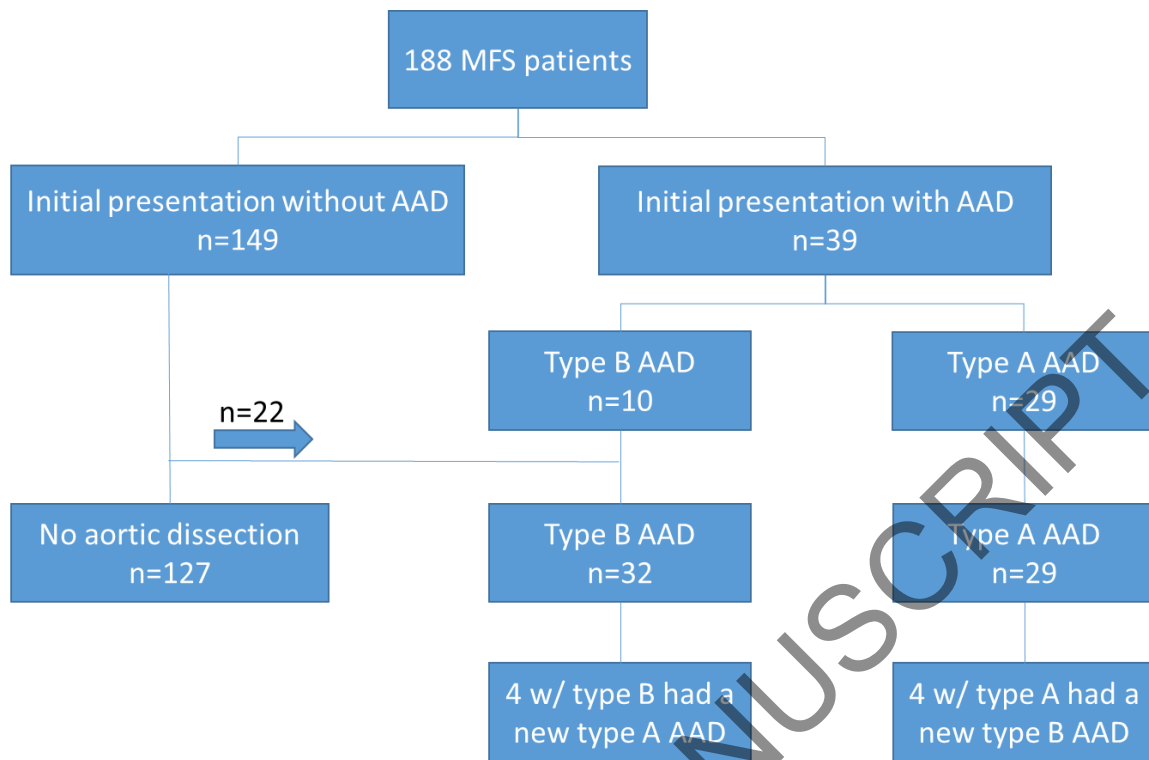 188 MFS patients
Initial presentation without AAD
n=149
Initial presentation with AAD
n=39
Type B AAD
n=10
Type A AAD
n=29
n=22
No aortic dissection
n=127
Type B AAD
n=32
Type A AAD
n=29
4 w/ type B had a
new type A AAD
4 w/ type A had a
new type B AAD
NUSCRIPT